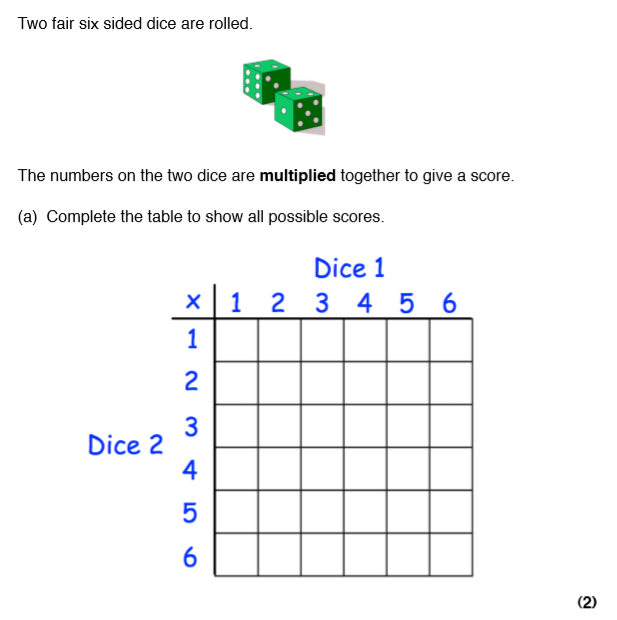 Two fair six sided dice are rolled.
The numbers on the two dice are multiplied together to give a score.
(a) Complete the table to show all possible scores.
Dice 1
x 1 2 3 4 5 6
1
2
3
Dice 2
4
5
6
(2)